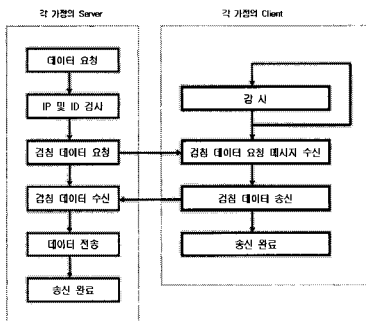 각 가정의 Server
각 가정의 Client
데이터 요청
IP 및 ID 검사
검침 데이터 요청
검침 데이터 수신
데이터 전송
송신 완료
감 시
검침 데이터 요청 메시지 수신
검침 데이터 송신
송신 완료